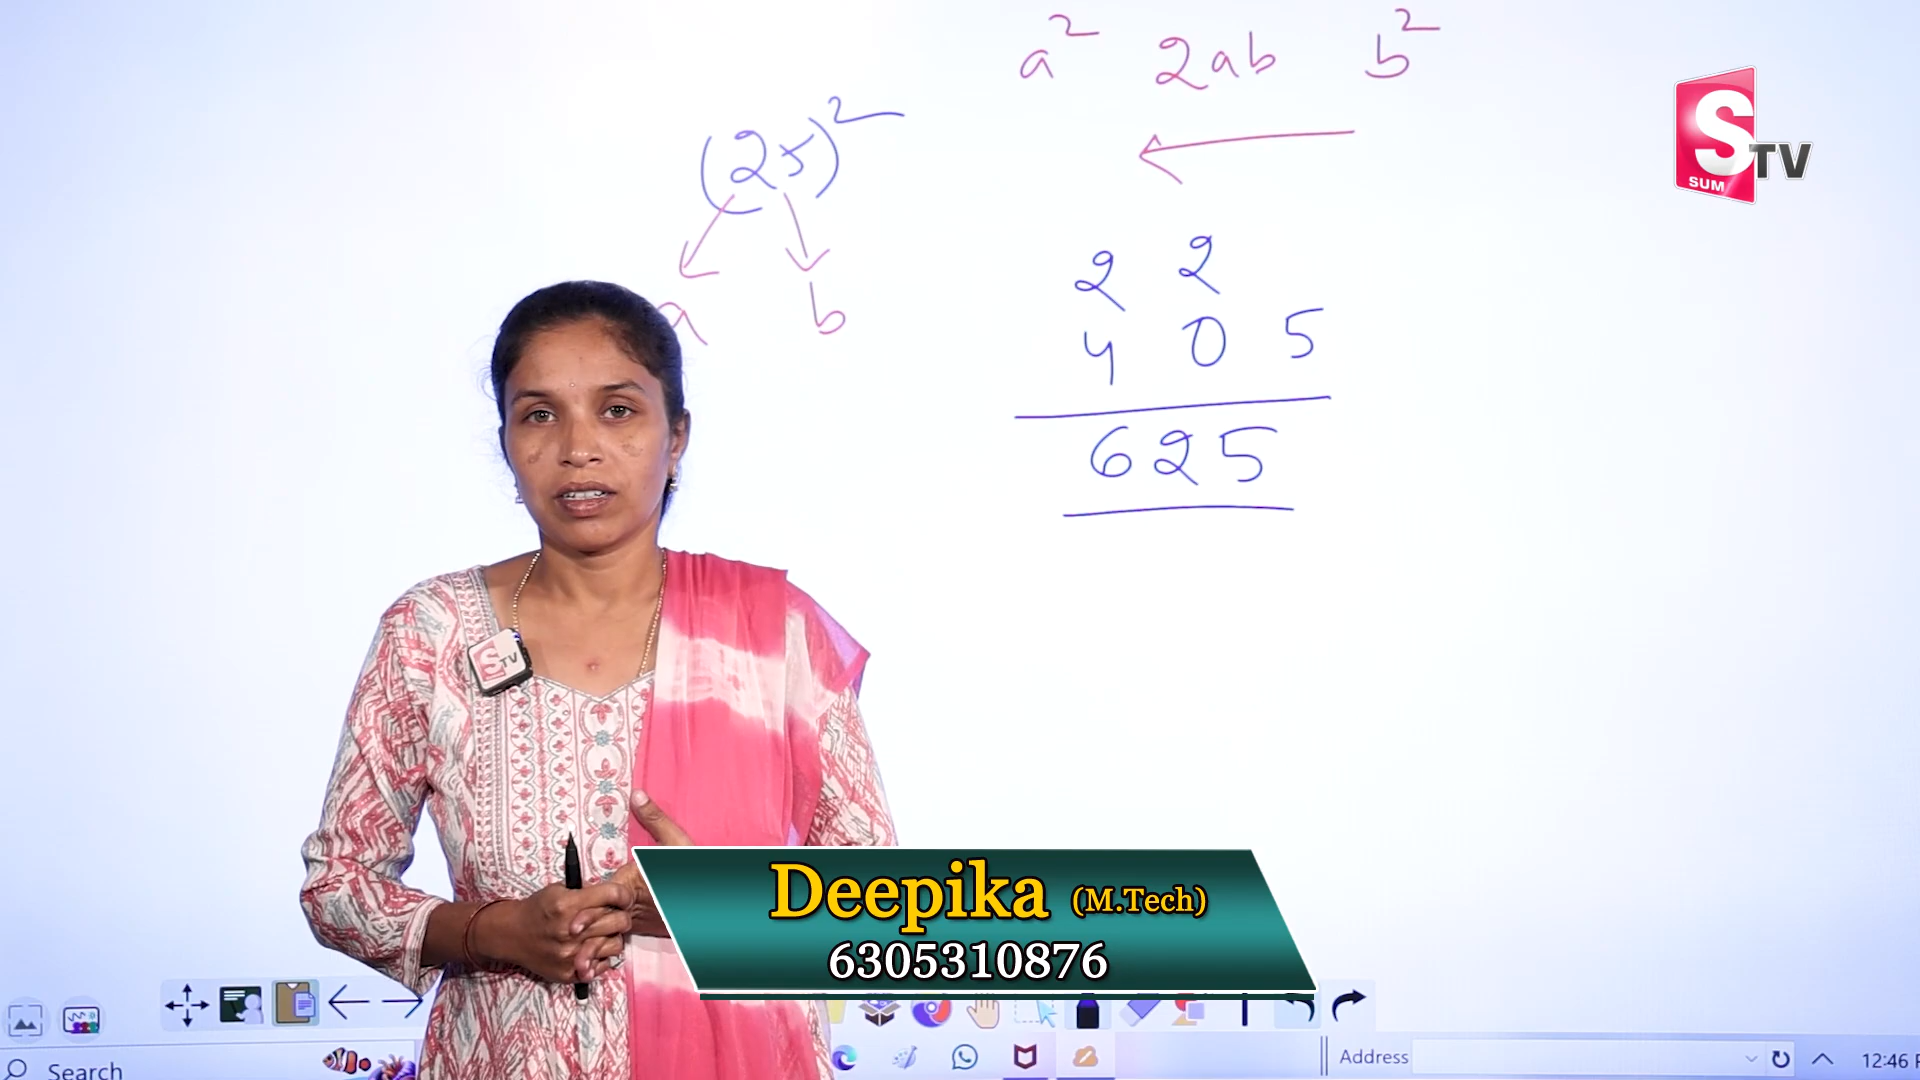 a² 2ab b²
(25)²
a b
2 2
4 0 5
625
S TV
SUM
STV
Deepika (M.Tech)
6305310876
Search
Address
12:46